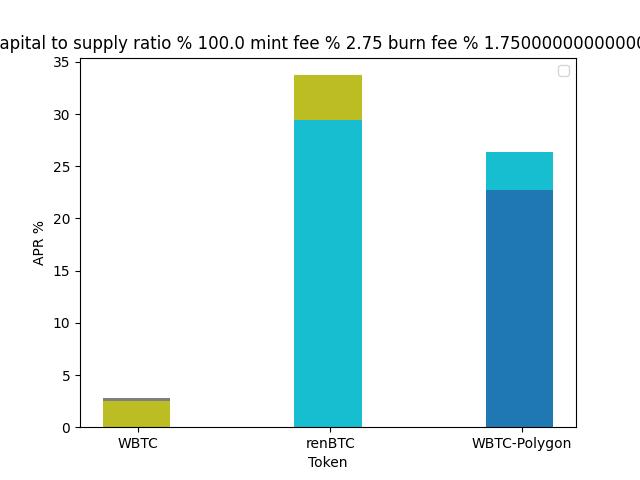 apital to supply ratio % 100.0 mint fee % 2.75 burn fee % 1.750000000000000
35
30
25
20
15
10
5
0
APR %
WBTC
renBTC
WBTC-Polygon
Token